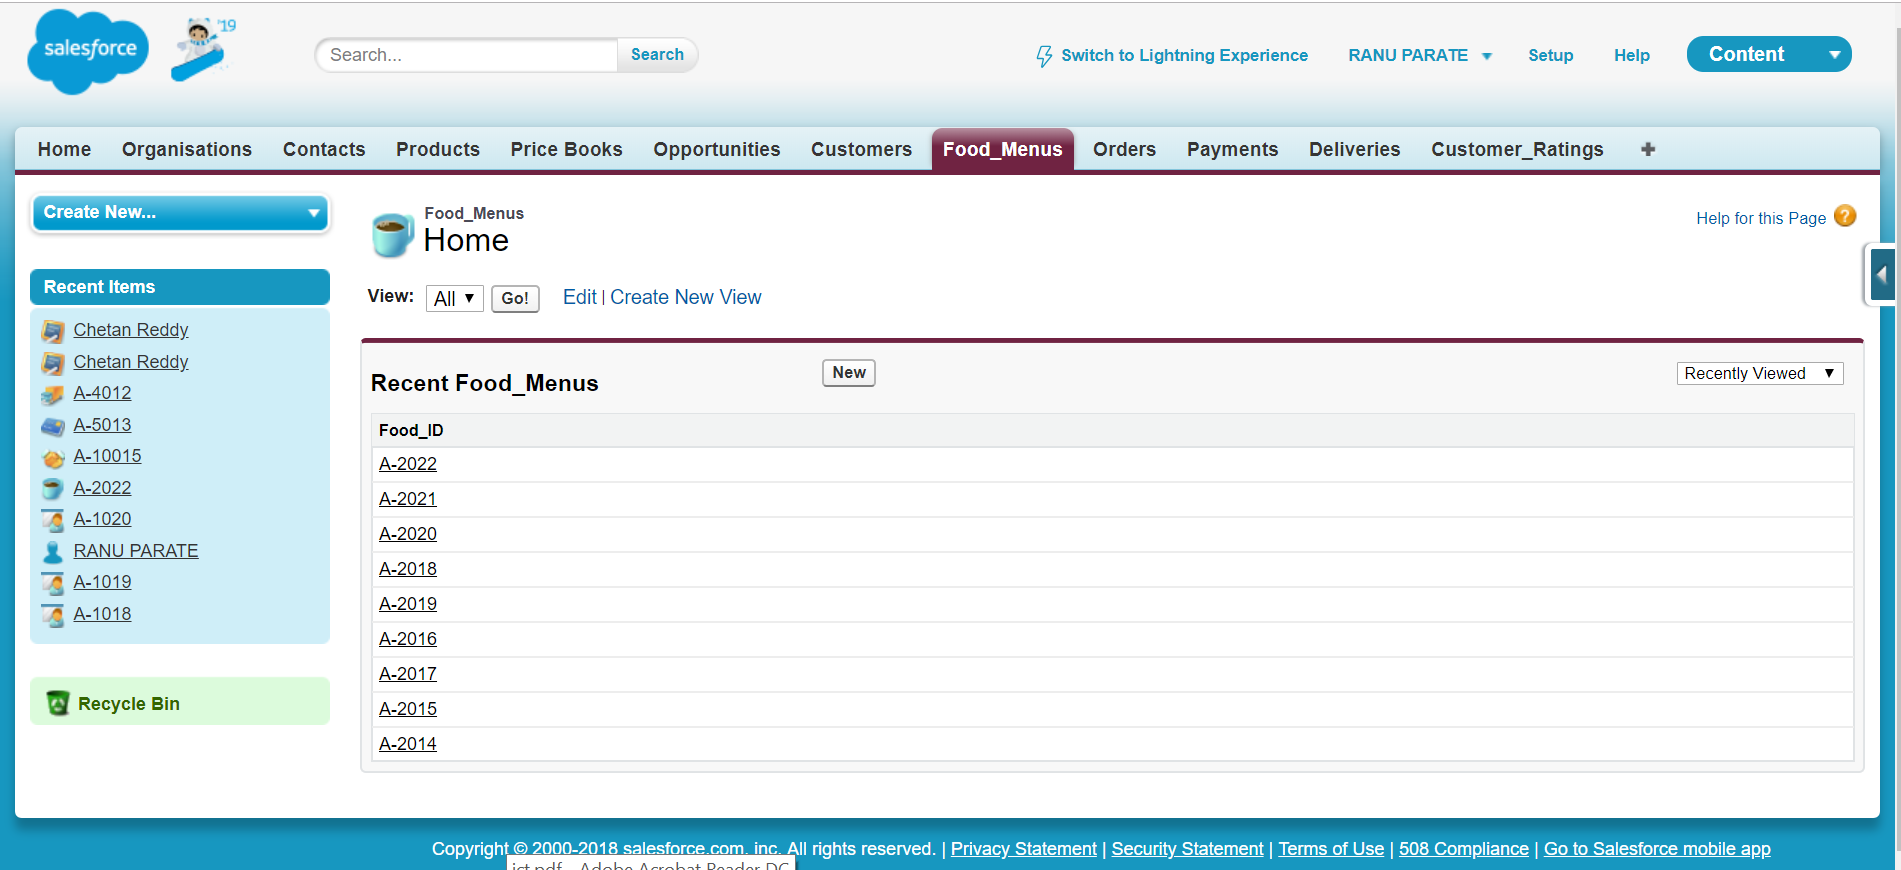 salesforce
'19
Search...
Search
Switch to Lightning Experience
RANU PARATE
Setup
Help
Content
Home
Organisations
Contacts
Products
Price Books
Opportunities
Customers
Food_Menus
Orders
Payments
Deliveries
Customer_Ratings
+
Create New...
Recent Items
Chetan Reddy
Chetan Reddy
A-4012
A-5013
A-10015
A-2022
A-1020
RANU PARATE
A-1019
A-1018
Recycle Bin
Food_Menus
Home
Help for this Page ?
View: All Go! Edit | Create New View
Recent Food_Menus
New
Recently Viewed
Food_ID
A-2022
A-2021
A-2020
A-2018
A-2019
A-2016
A-2017
A-2015
A-2014
Copyright © 2000-2018 salesforce.com, inc. All rights reserved. | Privacy Statement | Security Statement | Terms of Use | 508 Compliance | Go to Salesforce mobile app
ict.pdf - Adobe Acrobat Reader DC